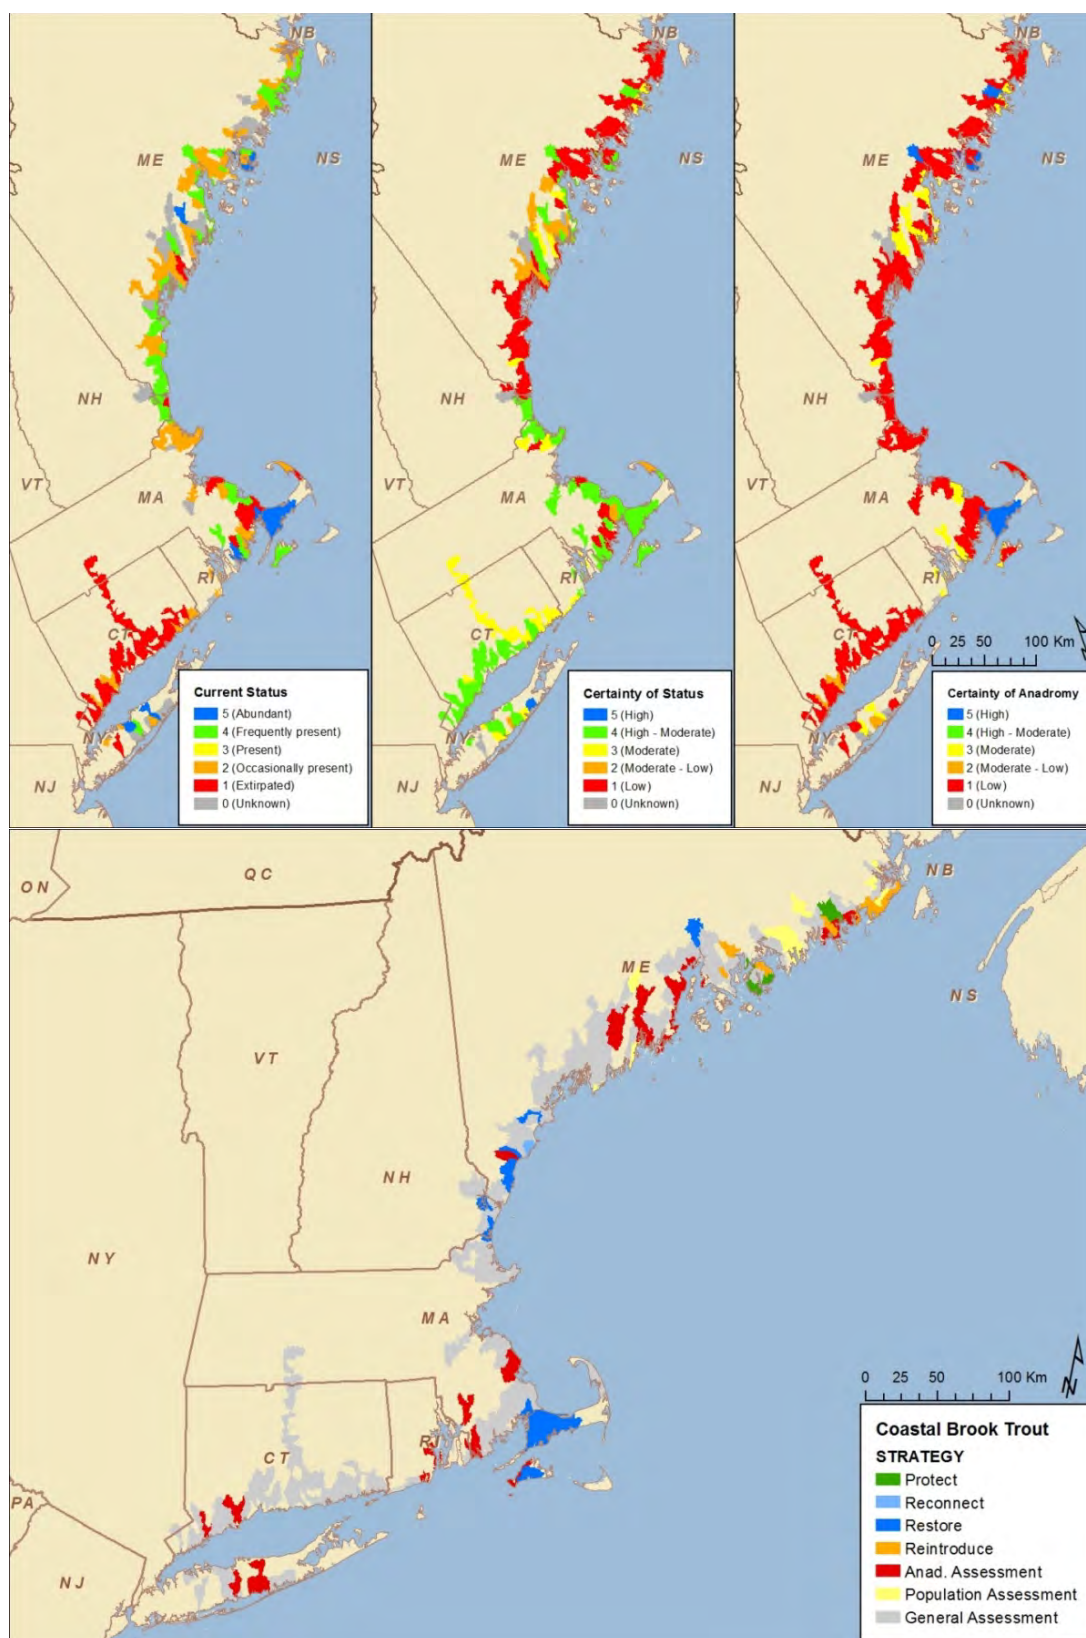 NB
ME
NS
NH
VT
MA
RI
CT
NY
NJ
Current Status
5 (Abundant)
4 (Frequently present)
3 (Present)
2 (Occasionally present)
1 (Extirpated)
0 (Unknown)
NB
ME
NS
NH
VT
MA
RI
CT
NY
NJ
Certainty of Status
5 (High)
4 (High - Moderate)
3 (Moderate)
2 (Moderate - Low)
1 (Low)
0 (Unknown)
NB
ME
NS
NH
VT
MA
RI
CT
0 25 50 100 Km
N
NY
NJ
Certainty of Anadromy
5 (High)
4 (High - Moderate)
3 (Moderate)
2 (Moderate - Low)
1 (Low)
0 (Unknown)
ON
QC
NB
ME
NS
VT
NH
NY
MA
CT
RI
PA
NJ
N
0 25 50 100 Km
Coastal Brook Trout
STRATEGY
Protect
Reconnect
Restore
Reintroduce
Anad. Assessment
Population Assessment
General Assessment